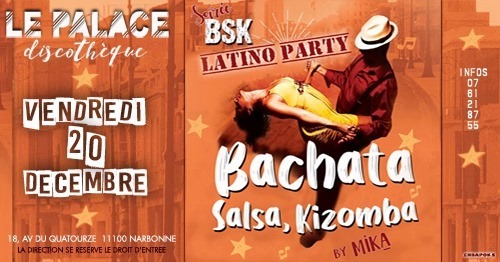 LE PALACE
discothèque
VENDREDI
20
DECEMBRE
18, AV DU QUATOURZE 11100 NARBONNE
LA DIRECTION SE RÉSERVE LE DROIT D'ENTRÉE
Soirée
BSK
LATINO PARTY
Bachata
Salsa, Kizomba
BY MIKA
INFOS
07
61
21
87
55